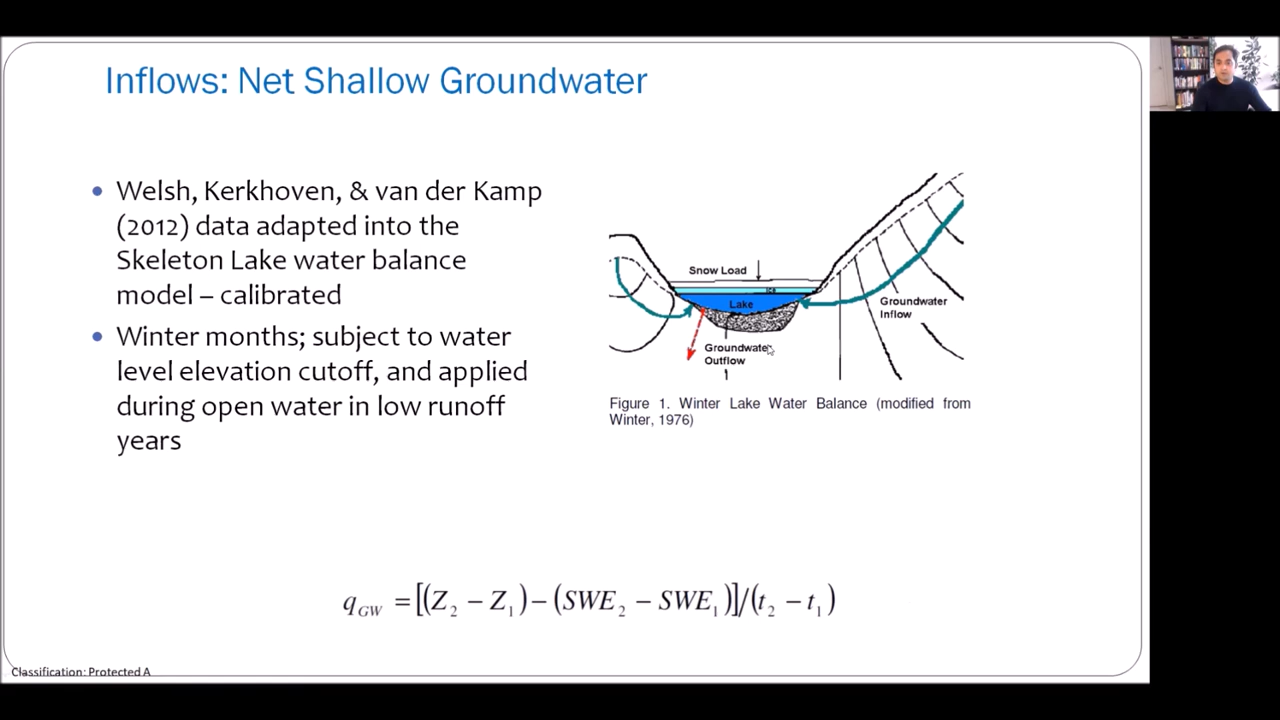 Inflows: Net Shallow Groundwater
• Welsh, Kerkhoven, & van der Kamp
(2012) data adapted into the
Skeleton Lake water balance
model – calibrated
• Winter months; subject to water
level elevation cutoff, and applied
during open water in low runoff
years
Snow Load
Ice
Lake
Groundwater
Inflow
Groundwater
Outflow
Figure 1. Winter Lake Water Balance (modified from
Winter, 1976)
q_GW = [(Z_2 − Z_1) − (SWE_2 − SWE_1)]/(t_2 − t_1)
Classification: Protected A